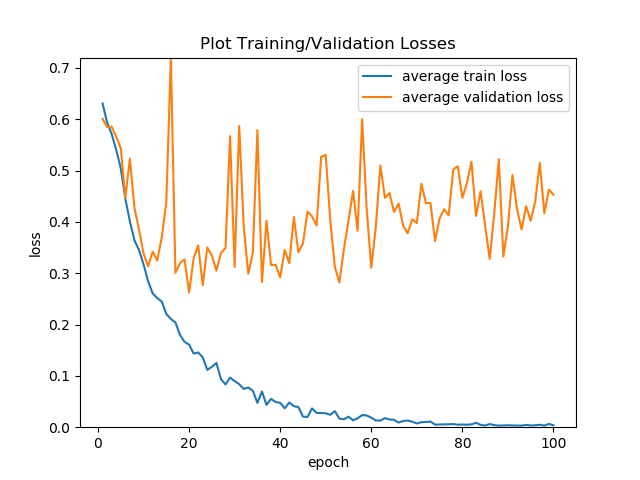 Plot Training/Validation Losses
average train loss
average validation loss
loss
0.7
0.6
0.5
0.4
0.3
0.2
0.1
0.0
0 20 40 60 80 100
epoch